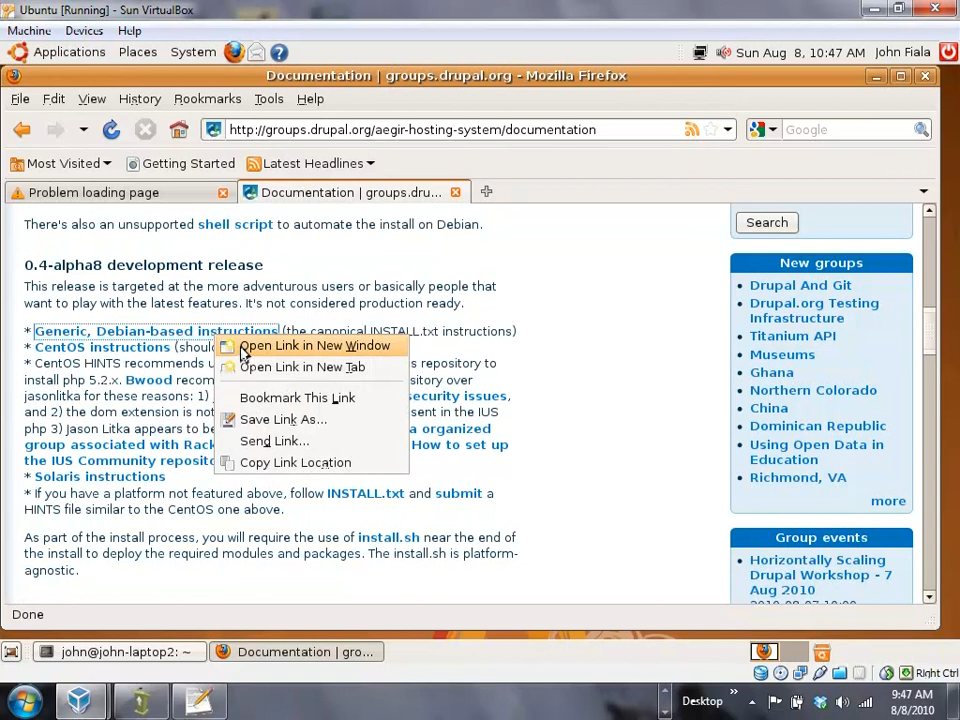 Ubuntu [Running] - Sun VirtualBox
Machine Devices Help
Applications Places System Sun Aug 8, 10:47 AM John Fiala
Documentation | groups.drupal.org - Mozilla Firefox
File Edit View History Bookmarks Tools Help
http://groups.drupal.org/aegir-hosting-system/documentation Google
Most Visited Getting Started Latest Headlines
Problem loading page Documentation | groups.dru...
There's also an unsupported shell script to automate the install on Debian.
0.4-alpha8 development release
This release is targeted at the more adventurous users or basically people that
want to play with the latest features. It's not considered production ready.
* Generic, Debian-based instructions (the canonical INSTALL.txt instructions)
* CentOS instructions (shou
* CentOS HINTS recommends u repository to
install php 5.2.x. Bwood recom ository over
jasonlitka for these reasons: 1) ecurity issues,
and 2) the dom extension is not sent in the IUS
php 3) Jason Litka appears to be a organized
group associated with Rack How to set up
the IUS Community reposito
* Solaris instructions
* If you have a platform not featured above, follow INSTALL.txt and submit a
HINTS file similar to the CentOS one above.
As part of the install process, you will require the use of install.sh near the end of
the install to deploy the required modules and packages. The install.sh is platform-
agnostic.
Open Link in New Window
Open Link in New Tab
Bookmark This Link
Save Link As...
Send Link...
Copy Link Location
Search
New groups
Drupal And Git
Drupal.org Testing
Infrastructure
Titanium API
Museums
Ghana
Northern Colorado
China
Dominican Republic
Using Open Data in
Education
Richmond, VA
more
Group events
Horizontally Scaling
Drupal Workshop - 7
Aug 2010
Done
john@john-laptop2: ~ Documentation | gro...
Right Ctrl
Desktop
9:47 AM
8/8/2010